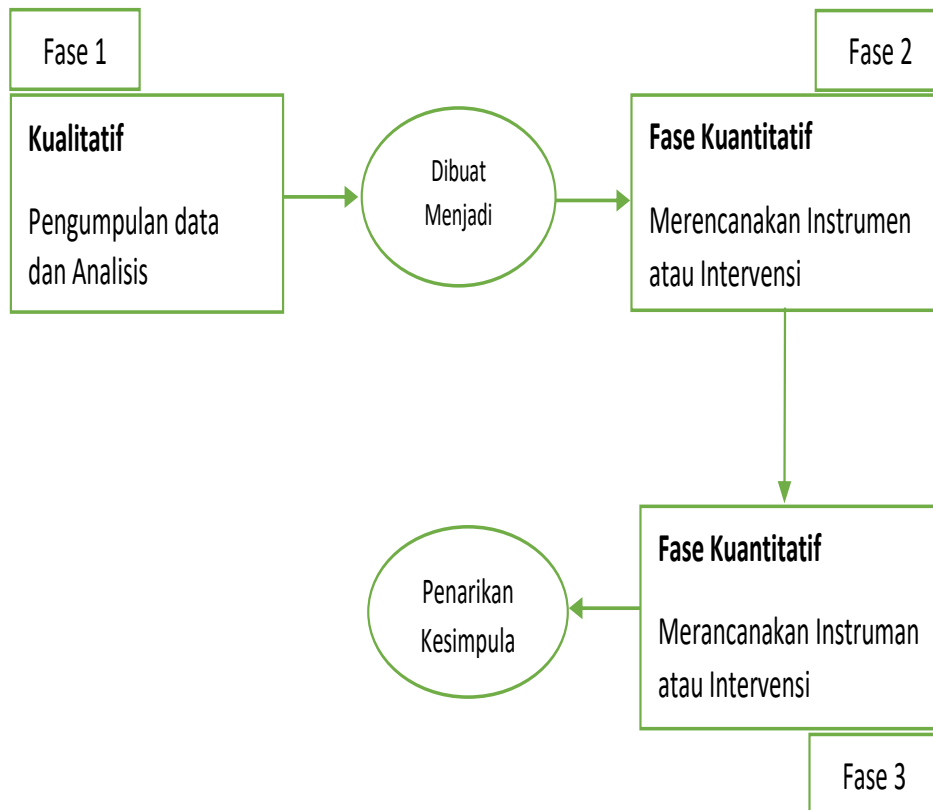 Fase 1
Kualitatif
Pengumpulan data
dan Analisis
Dibuat
Menjadi
Fase 2
Fase Kuantitatif
Merencanakan Instrumen
atau Intervensi
Fase Kuantitatif
Merancanakan Instruman
atau Intervensi
Fase 3
Penarikan
Kesimpula